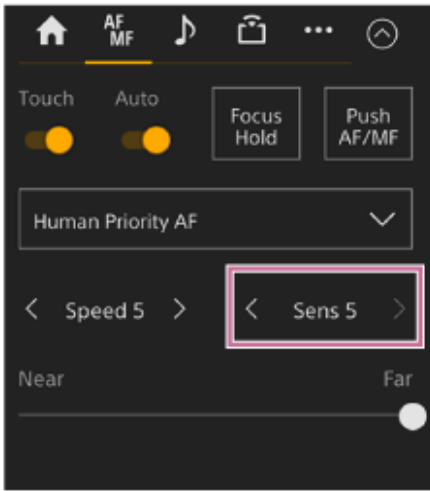 AF
MF
Touch
Auto
Focus
Hold
Push
AF/MF
Human Priority AF
Speed 5
Sens 5
Near
Far